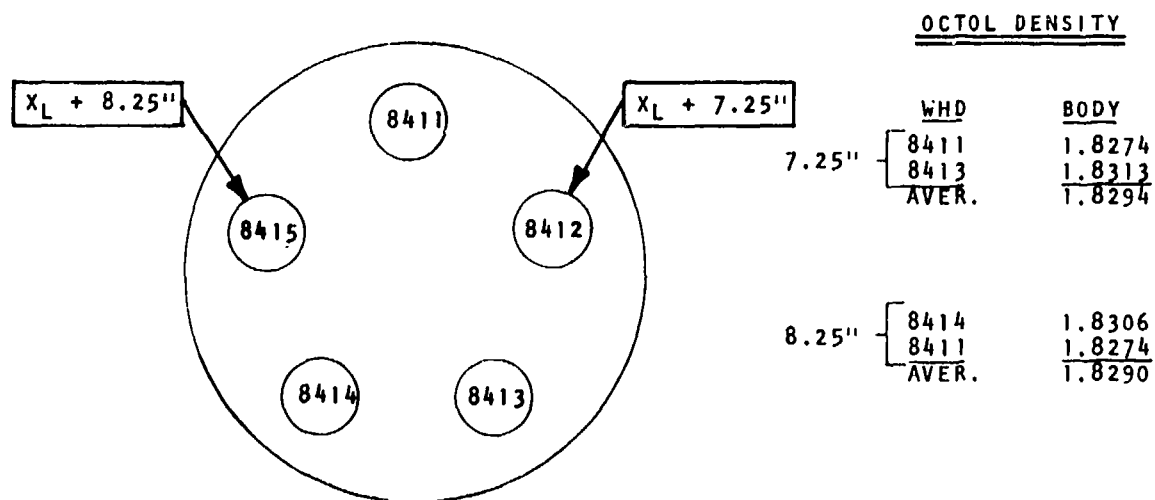 OCTOL DENSITY
X_L + 8.25"
X_L + 7.25"
8411
8415
8412
8414
8413
WHD BODY
7.25" 8411 1.8274
8413 1.8313
AVER. 1.8294
8.25" 8414 1.8306
8411 1.8274
AVER. 1.8290